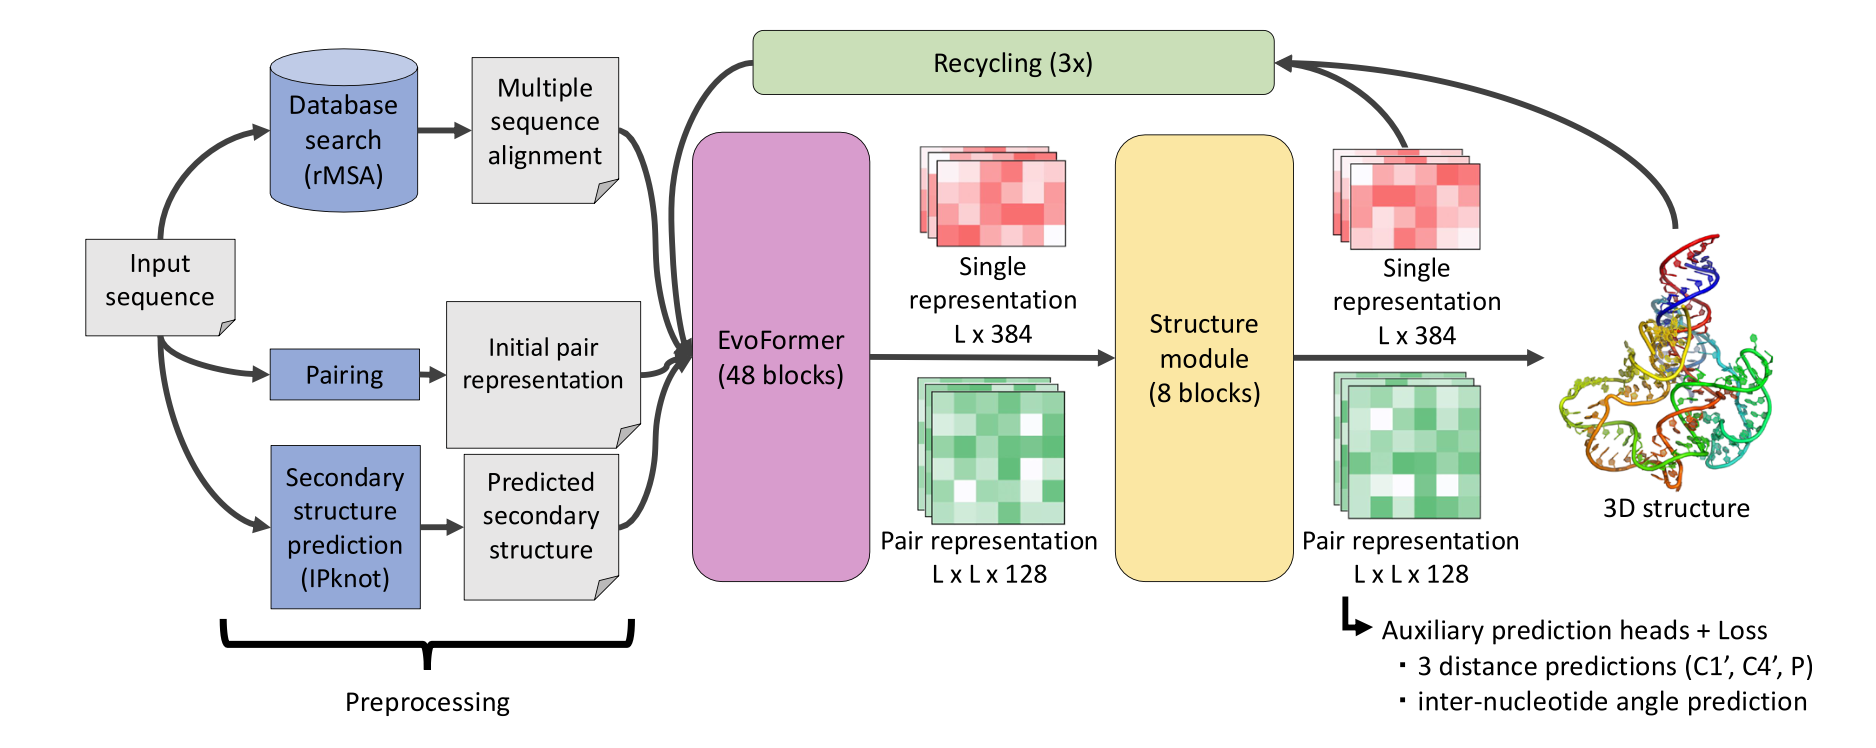 Recycling (3x)
Database
search
(rMSA)
Multiple
sequence
alignment
Input
sequence
Pairing
Initial pair
representation
Secondary
structure
prediction
(IPknot)
Predicted
secondary
structure
Preprocessing
EvoFormer
(48 blocks)
Single
representation
L x 384
Pair representation
L x L x 128
Structure
module
(8 blocks)
Single
representation
L x 384
Pair representation
L x L x 128
3D structure
Auxiliary prediction heads + Loss
・3 distance predictions (C1’, C4’, P)
・inter-nucleotide angle prediction